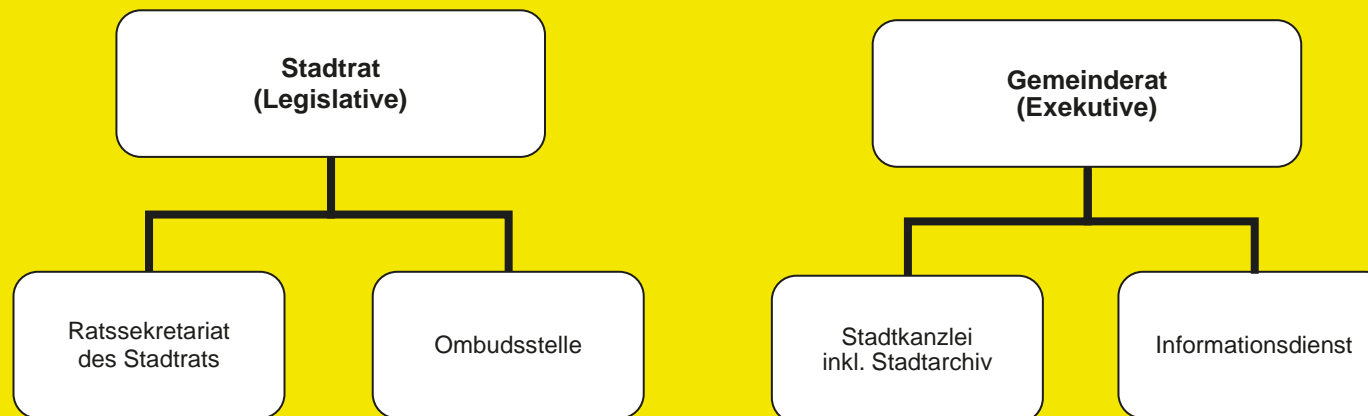 Stadtrat
(Legislative)
Gemeinderat
(Exekutive)
Ratssekretariat
des Stadtrats
Ombudsstelle
Stadtkanzlei
inkl. Stadtarchiv
Informationsdienst